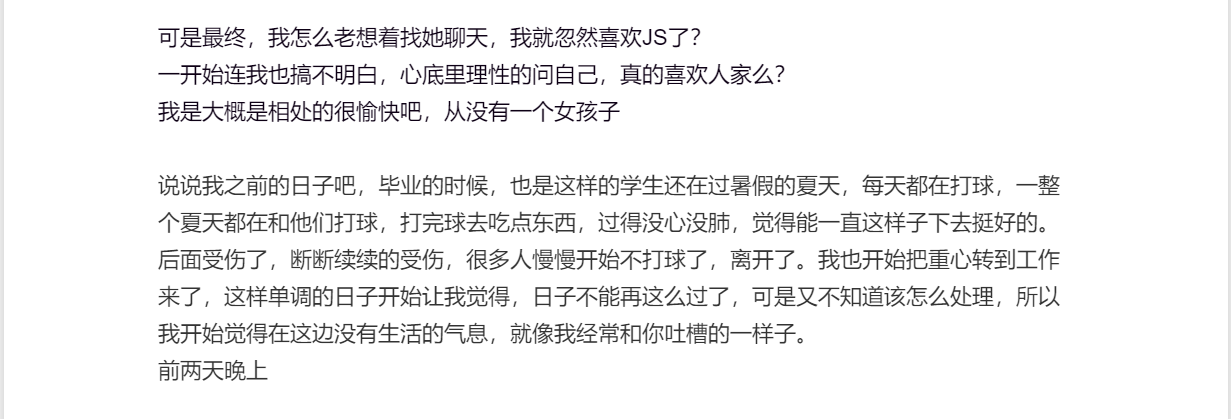 可是最终，我怎么老想着找她聊天，我就忽然喜欢JS了？
一开始连我也搞不明白，心底里理性的问自己，真的喜欢人家么？
我是大概是相处的很愉快吧，从没有一个女孩子
说说我之前的日子吧，毕业的时候，也是这样的学生还在过暑假的夏天，每天都在打球，一整
个夏天都在和他们打球，打完球去吃点东西，过得没心没肺，觉得能一直这样子下去挺好的。
后面受伤了，断断续续的受伤，很多人慢慢开始不打球了，离开了。我也开始把重心转到工作
来了，这样单调的日子开始让我觉得，日子不能再这么过了，可是又不知道该怎么处理，所以
我开始觉得在这边没有生活的气息，就像我经常和你吐槽的一样子。
前两天晚上